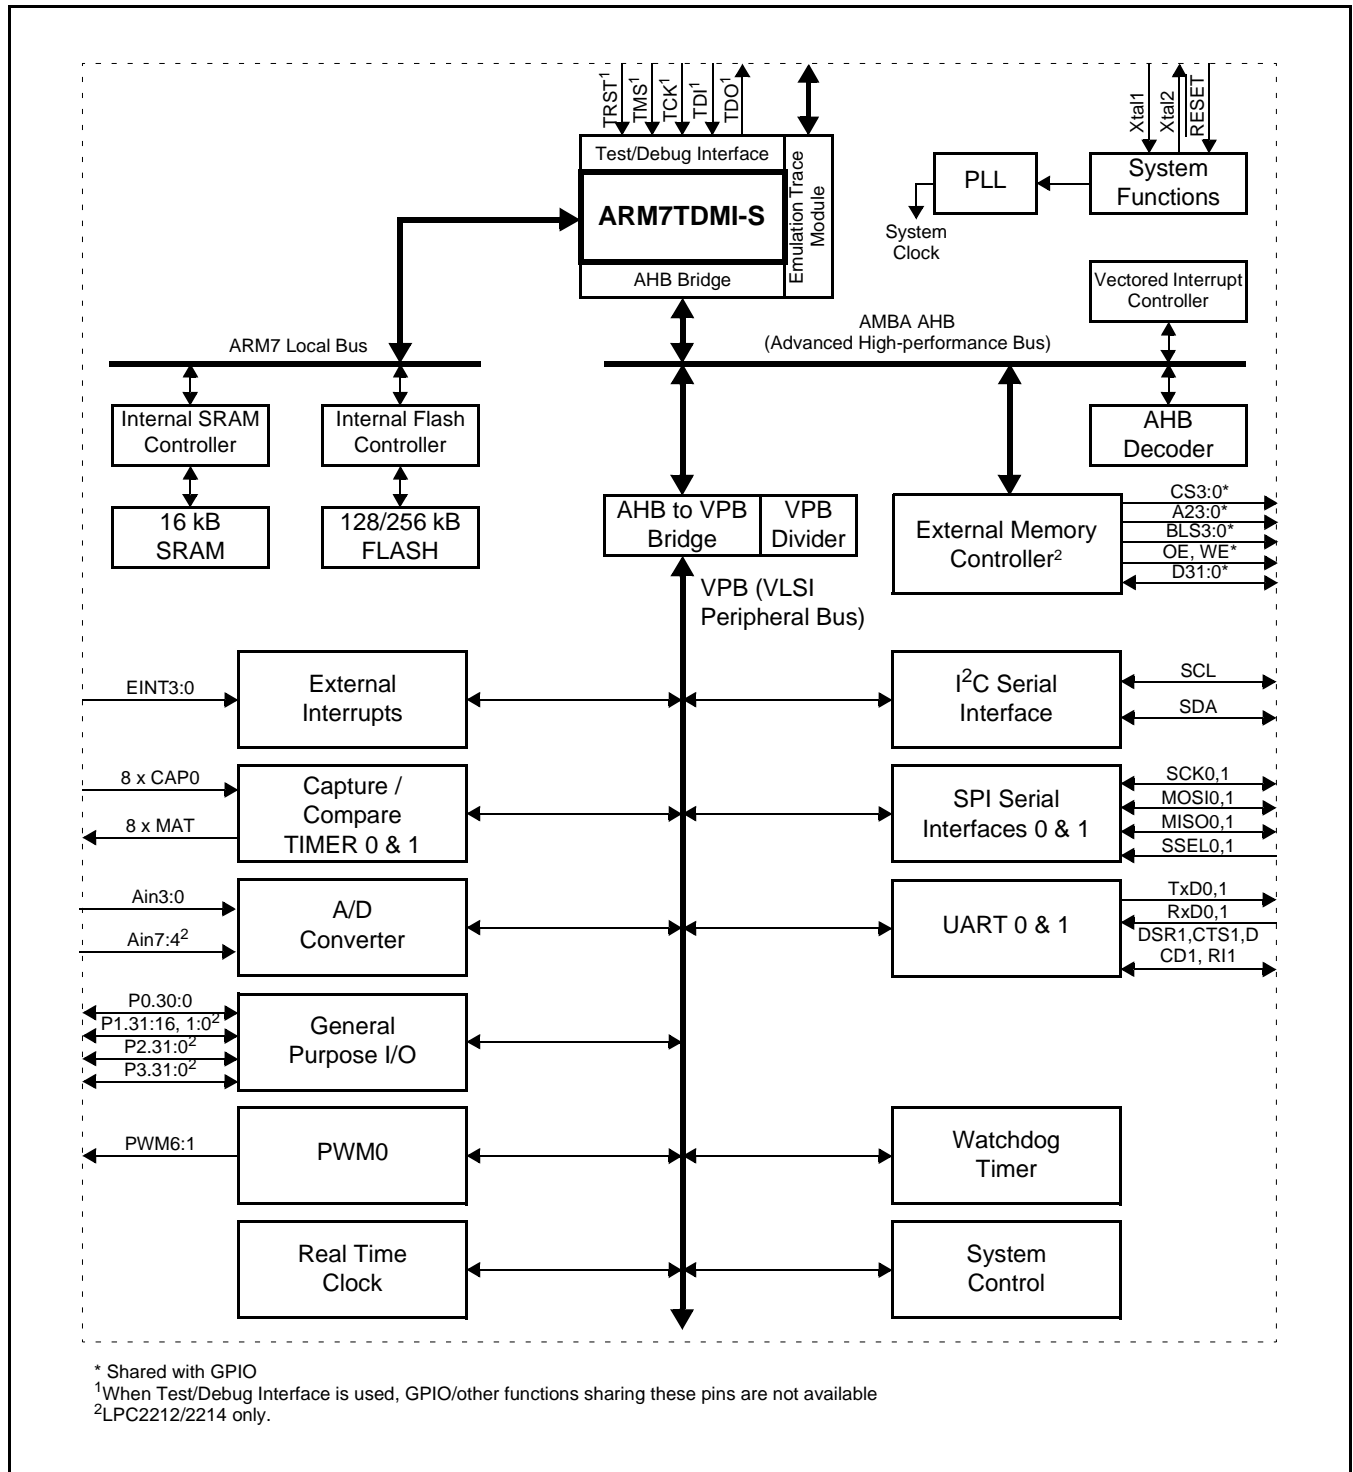 TRST1
TMS1
TCK1
TDI1
TDO1
Xtal1
Xtal2
RESET
Test/Debug Interface
Emulation Trace
Module
ARM7TDMI-S
AHB Bridge
PLL
System
Functions
System
Clock
Vectored Interrupt
Controller
AMBA AHB
(Advanced High-performance Bus)
ARM7 Local Bus
Internal SRAM
Controller
Internal Flash
Controller
AHB
Decoder
16 kB
SRAM
128/256 kB
FLASH
AHB to VPB
Bridge
VPB
Divider
External Memory
Controller2
CS3:0*
A23:0*
BLS3:0*
OE, WE*
D31:0*
VPB (VLSI
Peripheral Bus)
EINT3:0
External
Interrupts
I2C Serial
Interface
SCL
SDA
8 x CAP0
8 x MAT
Capture /
Compare
TIMER 0 & 1
SPI Serial
Interfaces 0 & 1
SCK0,1
MOSI0,1
MISO0,1
SSEL0,1
Ain3:0
Ain7:42
A/D
Converter
UART 0 & 1
TxD0,1
RxD0,1
DSR1,CTS1,D
CD1, RI1
P0.30:0
P1.31:16, 1:02
P2.31:02
P3.31:02
General
Purpose I/O
PWM6:1
PWM0
Watchdog
Timer
Real Time
Clock
System
Control
* Shared with GPIO
1When Test/Debug Interface is used, GPIO/other functions sharing these pins are not available
2LPC2212/2214 only.